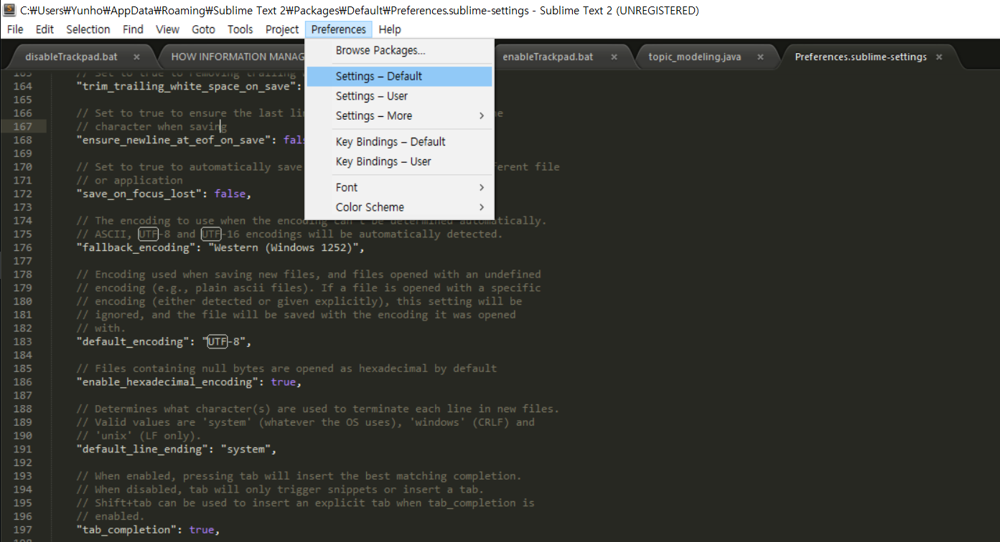 C:₩Users₩Yunho₩AppData₩Roaming₩Sublime Text 2₩Packages₩Default₩Preferences.sublime-settings - Sublime Text 2 (UNREGISTERED)
File Edit Selection Find View Goto Tools Project Preferences Help
disableTrackpad.bat × HOW INFORMATION MANAG enableTrackpad.bat × topic_modeling.java × Preferences.sublime-settings ×
Browse Packages...
Settings – Default
Settings – User
Settings – More
Key Bindings – Default
Key Bindings – User
Font
Color Scheme
163 // Set to true to removing trailing
164 "trim_trailing_white_space_on_save":
165
166 // Set to true to ensure the last li
167 // character when saving
168 "ensure_newline_at_eof_on_save": fal
169
170 // Set to true to automatically save erent file
171 // or application
172 "save_on_focus_lost": false,
173
174 // The encoding to use when the encoding can't be determined automatically.
175 // ASCII, UTF-8 and UTF-16 encodings will be automatically detected.
176 "fallback_encoding": "Western (Windows 1252)",
177
178 // Encoding used when saving new files, and files opened with an undefined
179 // encoding (e.g., plain ascii files). If a file is opened with a specific
180 // encoding (either detected or given explicitly), this setting will be
181 // ignored, and the file will be saved with the encoding it was opened
182 // with.
183 "default_encoding": "UTF-8",
184
185 // Files containing null bytes are opened as hexadecimal by default
186 "enable_hexadecimal_encoding": true,
187
188 // Determines what character(s) are used to terminate each line in new files.
189 // Valid values are 'system' (whatever the OS uses), 'windows' (CRLF) and
190 // 'unix' (LF only).
191 "default_line_ending": "system",
192
193 // When enabled, pressing tab will insert the best matching completion.
194 // When disabled, tab will only trigger snippets or insert a tab.
195 // Shift+tab can be used to insert an explicit tab when tab_completion is
196 // enabled.
197 "tab_completion": true,